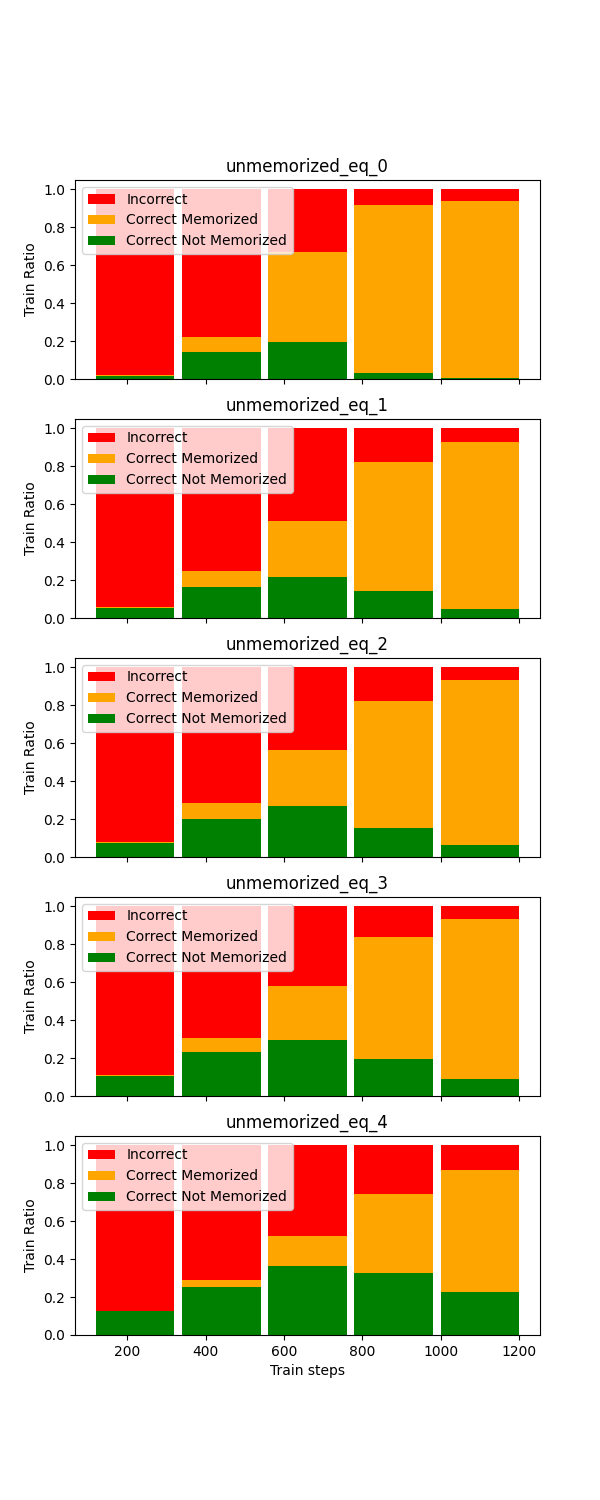 unmemorized_eq_0
1.0
0.8
0.6
0.4
0.2
0.0
Train Ratio
Incorrect
Correct Memorized
Correct Not Memorized
unmemorized_eq_1
1.0
0.8
0.6
0.4
0.2
0.0
Train Ratio
Incorrect
Correct Memorized
Correct Not Memorized
unmemorized_eq_2
1.0
0.8
0.6
0.4
0.2
0.0
Train Ratio
Incorrect
Correct Memorized
Correct Not Memorized
unmemorized_eq_3
1.0
0.8
0.6
0.4
0.2
0.0
Train Ratio
Incorrect
Correct Memorized
Correct Not Memorized
unmemorized_eq_4
1.0
0.8
0.6
0.4
0.2
0.0
Train Ratio
Incorrect
Correct Memorized
Correct Not Memorized
200 400 600 800 1000 1200
Train steps